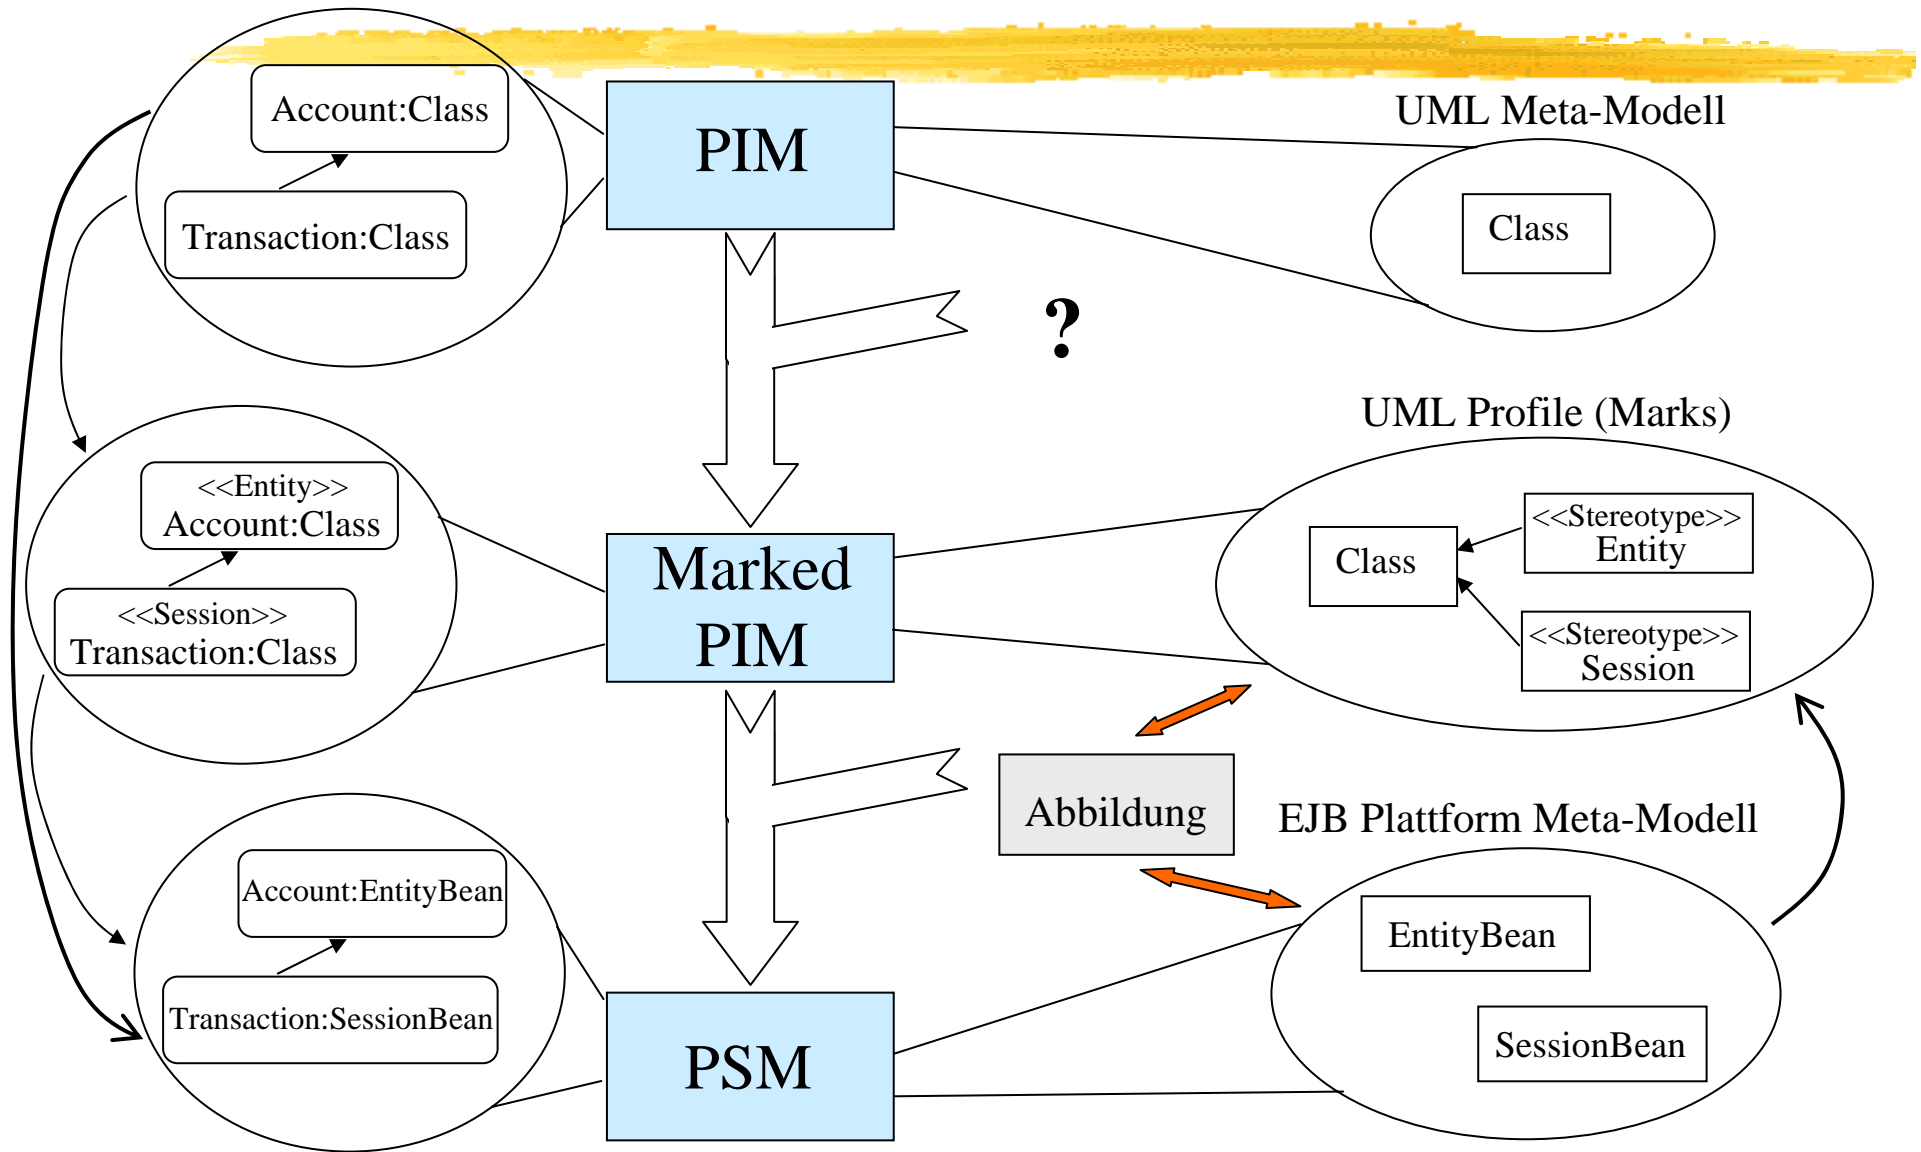 Account:Class
Transaction:Class
PIM
UML Meta-Modell
Class
?
UML Profile (Marks)
<<Entity>>
Account:Class
<<Session>>
Transaction:Class
Marked
PIM
Class
<<Stereotype>>
Entity
<<Stereotype>>
Session
Abbildung
EJB Plattform Meta-Modell
Account:EntityBean
Transaction:SessionBean
PSM
EntityBean
SessionBean